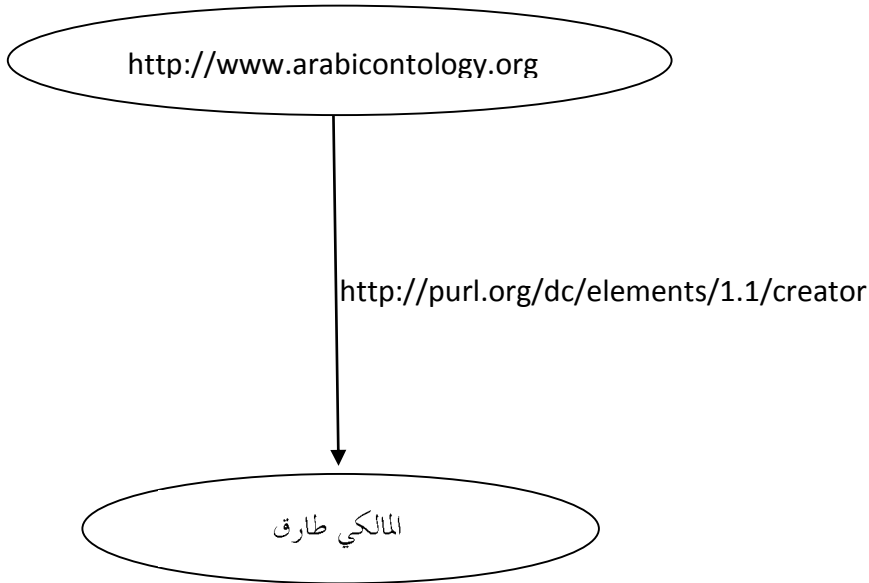 http://www.arabicontology.org
http://purl.org/dc/elements/1.1/creator
المالكي طارق